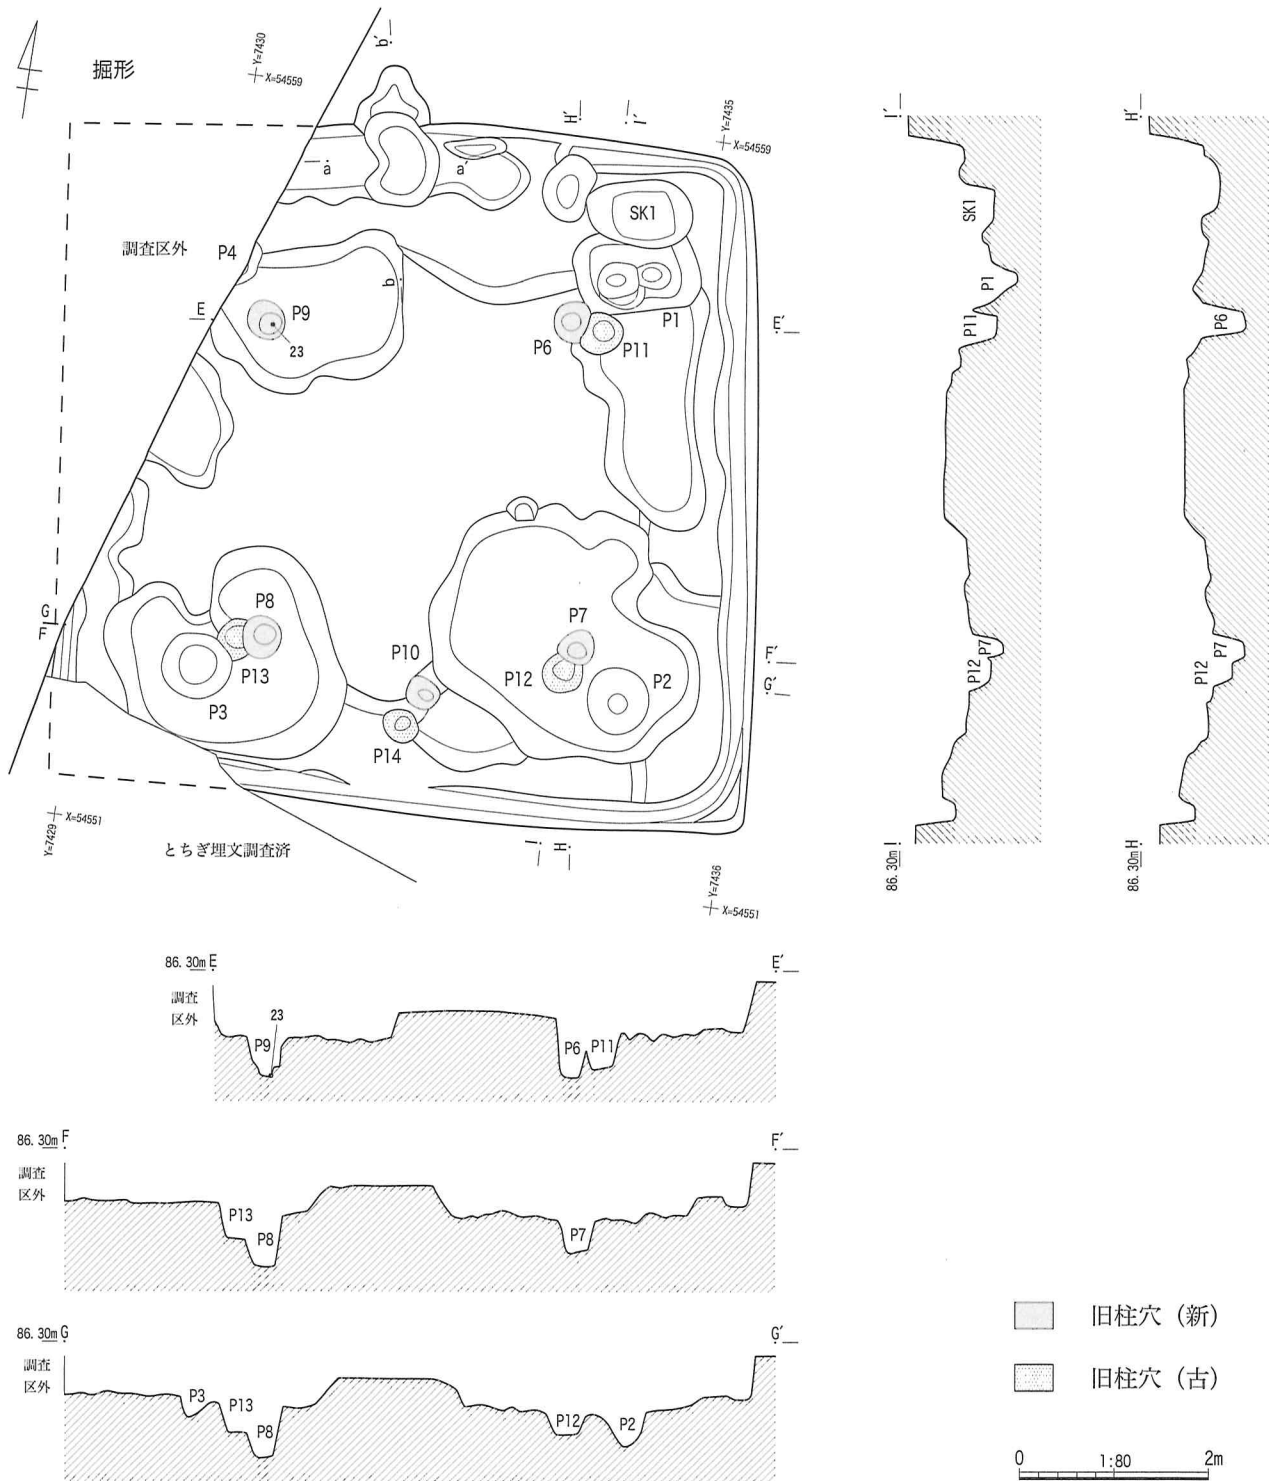 掘形
Y=7430
X=54559
b′
H′
I′
Y=7435
X=54559
a
a′
SK1
調査区外
P4
b
E
P9
23
P1
E′
P6
P11
G
F
P8
P13
P3
P10
P14
P7
P12
P2
F′
G′
Y=7429
X=54551
とちぎ埋文調査済
I
H
Y=7436
X=54551
I′
SK1
P1
P11
P7
P12
86.30m I
H′
P6
P7
P12
86.30m H
86.30m E
E′
調査
区外
23
P9
P6
P11
86.30m F
F′
調査
区外
P13
P8
P7
86.30m G
G′
調査
区外
P3
P13
P8
P12
P2
旧柱穴（新）
旧柱穴（古）
0
1:80
2m